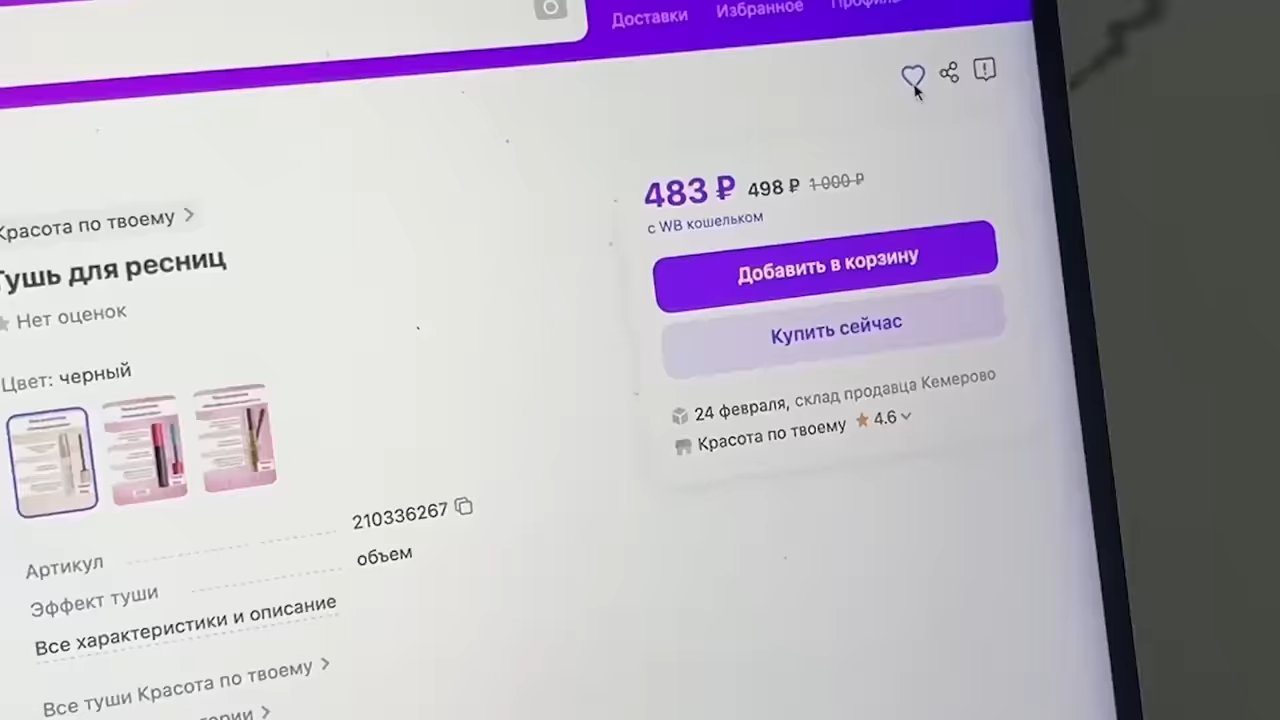 Доставки
Избранное
483 ₽ 498 ₽ 1 000 ₽
с WB кошельком
Добавить в корзину
Купить сейчас
24 февраля, склад продавца Кемерово
Красота по твоему 4.6
Красота по твоему
Тушь для ресниц
Нет оценок
Цвет: черный
Артикул 210336267
Эффект туши объем
Все характеристики и описание
Все туши Красота по твоему